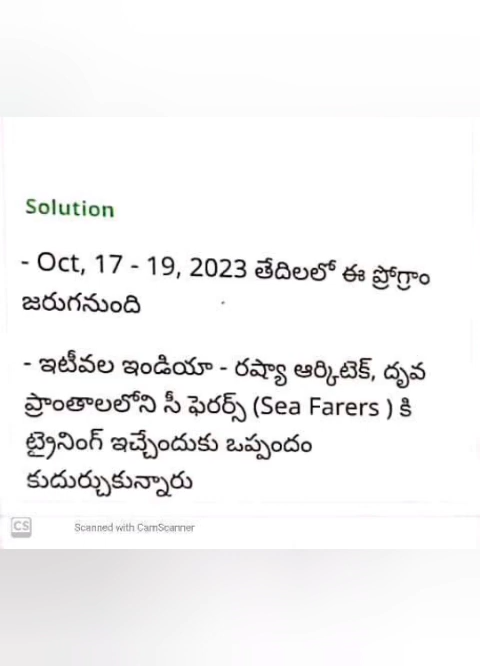 Solution
- Oct, 17 - 19, 2023 తేదిలలో ఈ ప్రోగ్రాం
జరుగనుంది
- ఇటీవల ఇండియా - రష్యా ఆర్కిటెక్, దృవ
ప్రాంతాలలోని సీ ఫెరర్స్ (Sea Farers ) కి
ట్రైనింగ్ ఇచ్చేందుకు ఒప్పందం
కుదుర్చుకున్నారు
CS Scanned with CamScanner